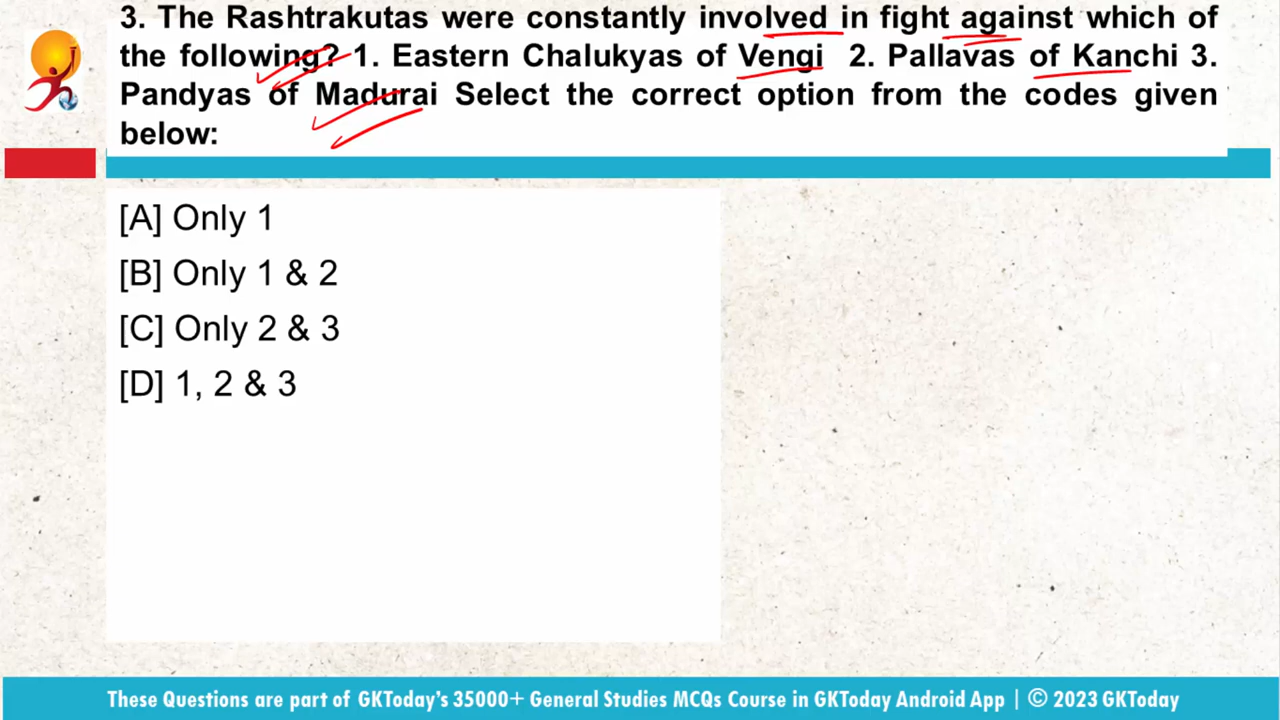 3. The Rashtrakutas were constantly involved in fight against which of
the following? 1. Eastern Chalukyas of Vengi 2. Pallavas of Kanchi 3.
Pandyas of Madurai Select the correct option from the codes given
below:
[A] Only 1
[B] Only 1 & 2
[C] Only 2 & 3
[D] 1, 2 & 3
These Questions are part of GKToday's 35000+ General Studies MCQs Course in GKToday Android App | © 2023 GKToday